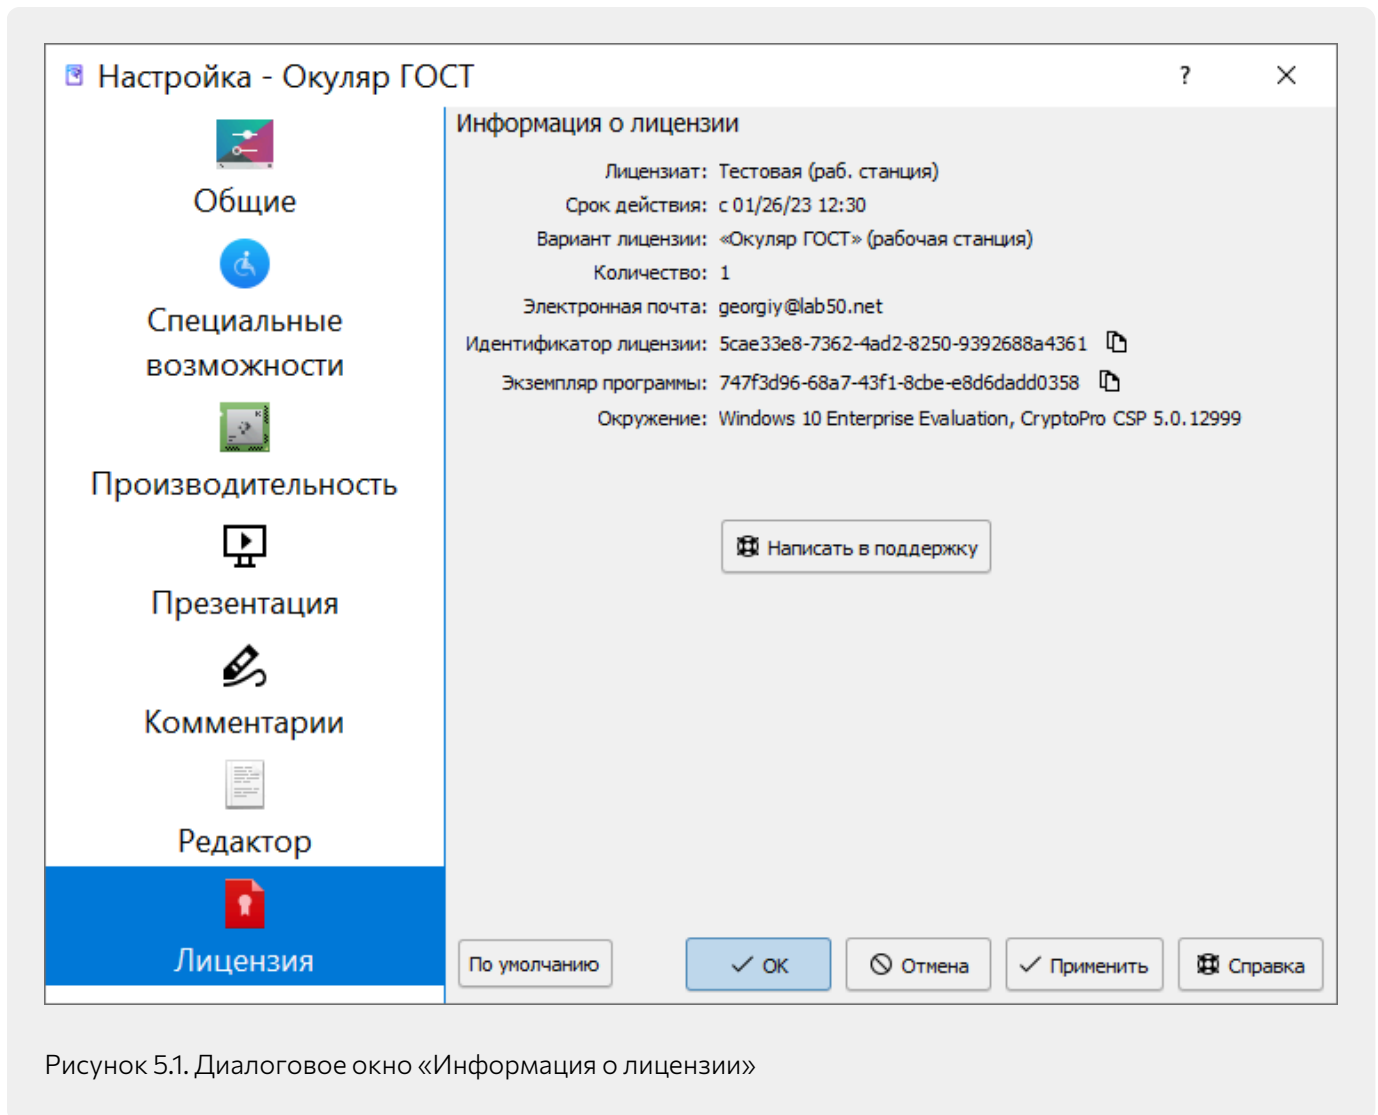 Настройка - Окуляр ГОСТ
?
Общие
Специальные
возможности
Производительность
Презентация
Комментарии
Редактор
Лицензия
Информация о лицензии
Лицензиат: Тестовая (раб. станция)
Срок действия: с 01/26/23 12:30
Вариант лицензии: «Окуляр ГОСТ» (рабочая станция)
Количество: 1
Электронная почта: georgiy@lab50.net
Идентификатор лицензии: 5cae33e8-7362-4ad2-8250-9392688a4361
Экземпляр программы: 747f3d96-68a7-43f1-8cbe-e8d6dadd0358
Окружение: Windows 10 Enterprise Evaluation, CryptoPro CSP 5.0.12999
Написать в поддержку
По умолчанию
ОК
Отмена
Применить
Справка
Рисунок 5.1. Диалоговое окно «Информация о лицензии»